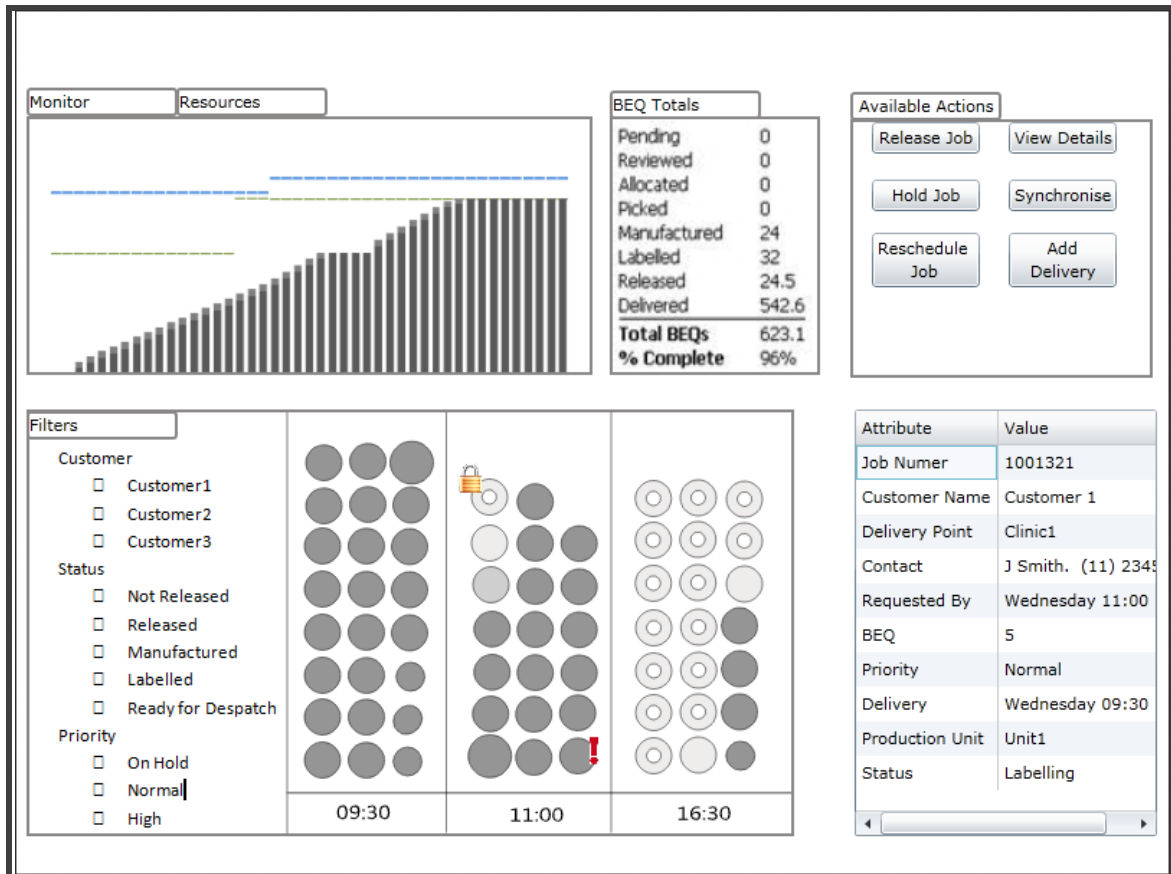 Monitor
Resources
BEQ Totals
Pending 0
Reviewed 0
Allocated 0
Picked 0
Manufactured 24
Labelled 32
Released 24.5
Delivered 542.6
Total BEQs 623.1
% Complete 96%
Available Actions
Release Job
View Details
Hold Job
Synchronise
Reschedule
Job
Add
Delivery
Filters
Customer
Customer1
Customer2
Customer3
Status
Not Released
Released
Manufactured
Labelled
Ready for Despatch
Priority
On Hold
Normal
High
09:30
11:00
16:30
Attribute Value
Job Numer 1001321
Customer Name Customer 1
Delivery Point Clinic1
Contact J Smith. (11) 2345
Requested By Wednesday 11:00
BEQ 5
Priority Normal
Delivery Wednesday 09:30
Production Unit Unit1
Status Labelling